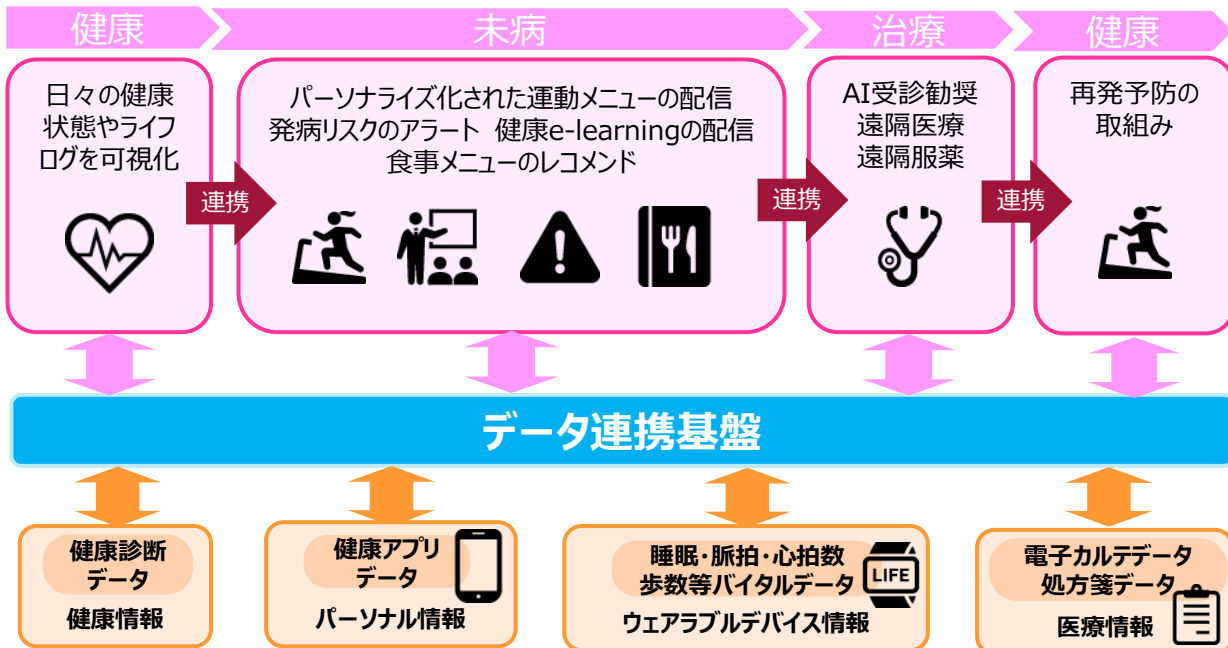 健康
未病
治療
健康
日々の健康
状態やライフ
ログを可視化
連携
パーソナライズ化された運動メニューの配信
発病リスクのアラート 健康e-learningの配信
食事メニューのレコメンド
連携
AI受診勧奨
遠隔医療
遠隔服薬
連携
再発予防の
取組み
データ連携基盤
健康診断
データ
健康情報
健康アプリ
データ
パーソナル情報
睡眠・脈拍・心拍数
歩数等バイタルデータ
LIFE
ウェアラブルデバイス情報
電子カルテデータ
処方箋データ
医療情報